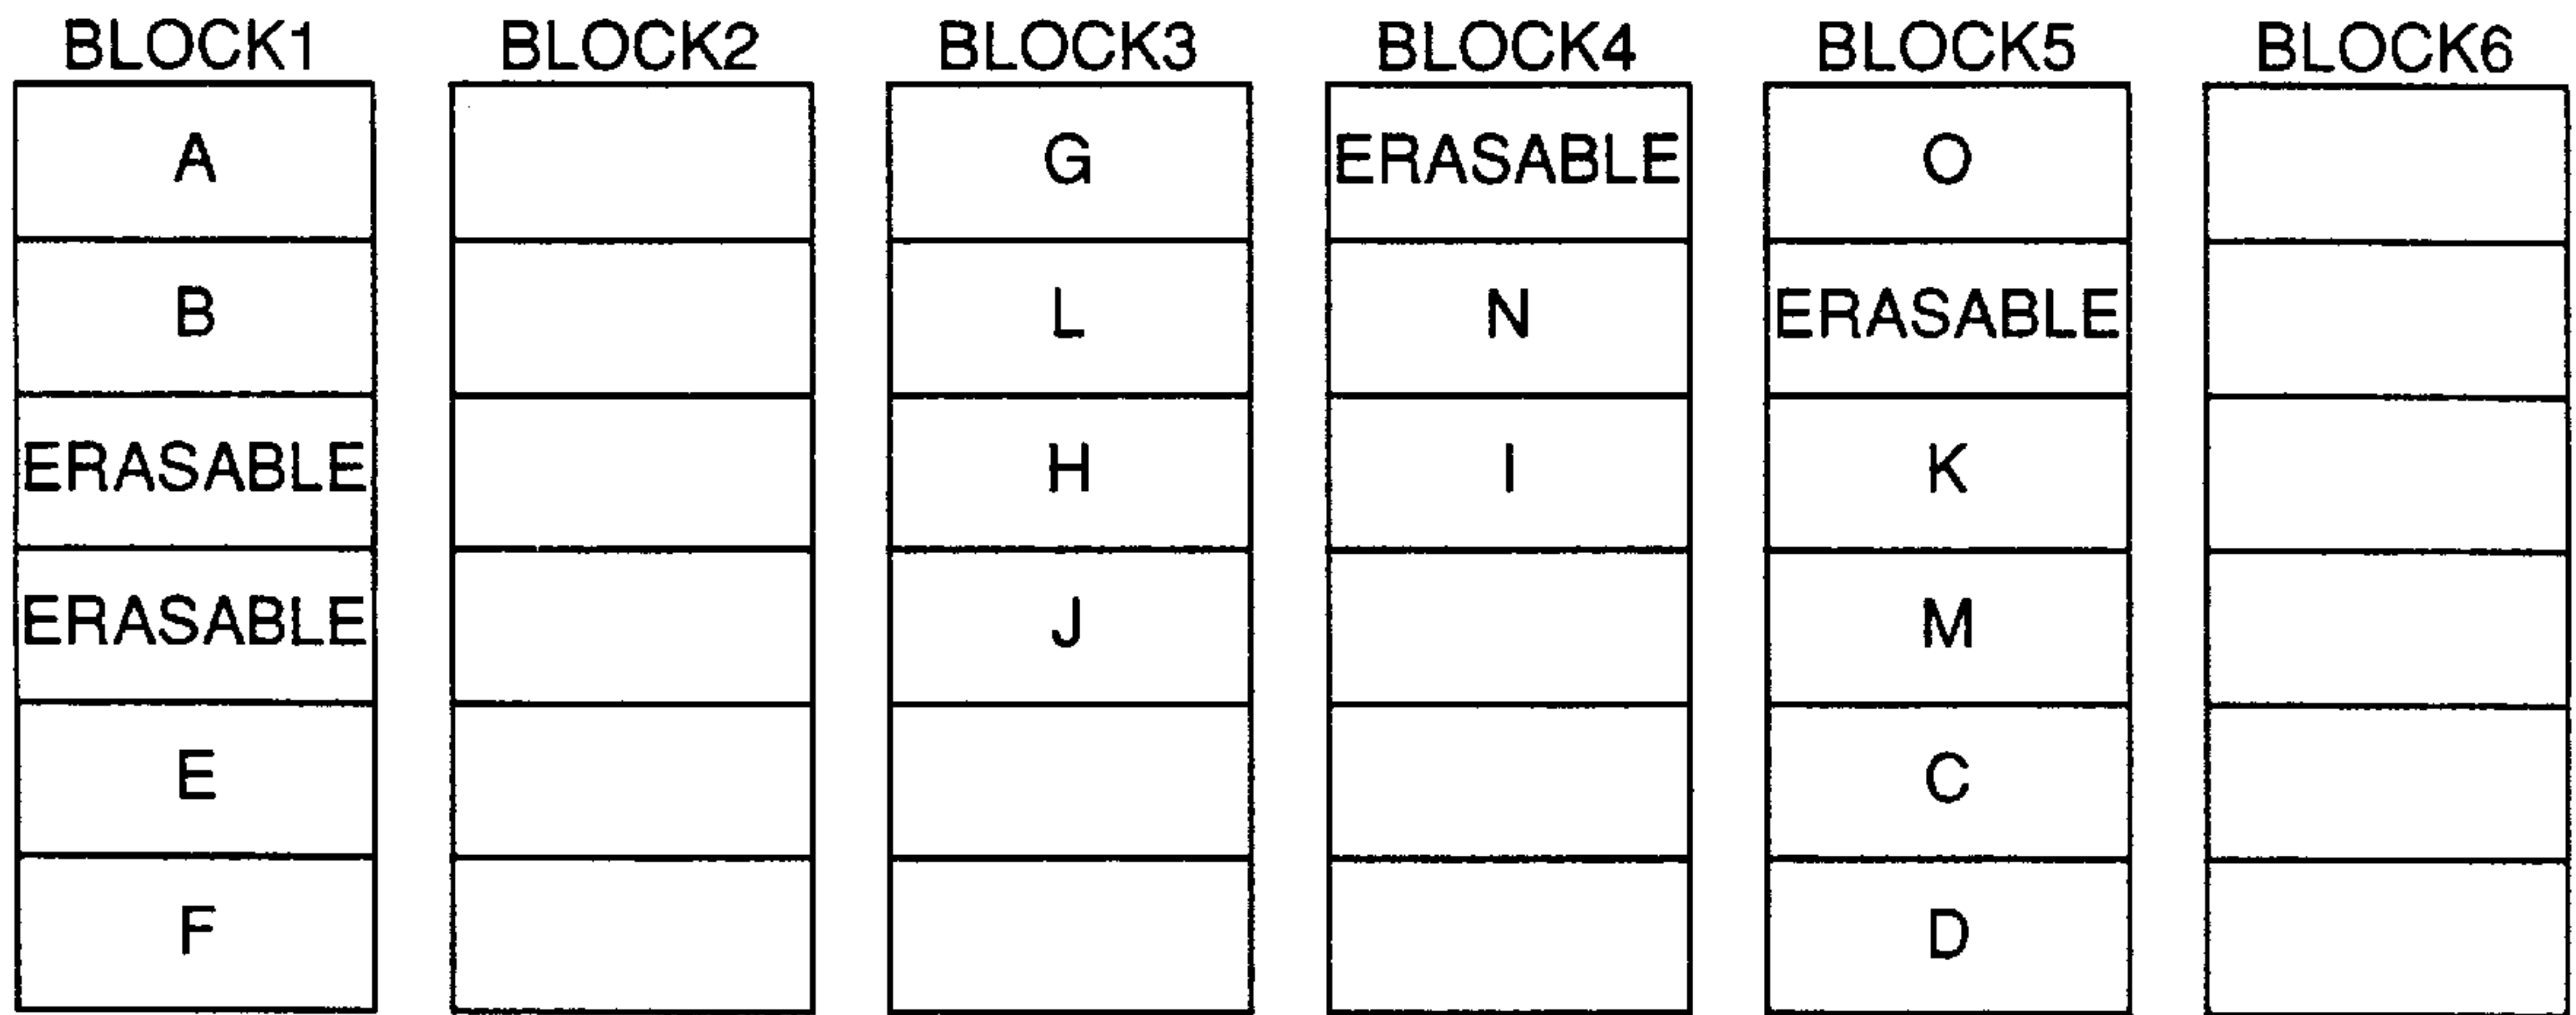 BLOCK1 BLOCK2 BLOCK3 BLOCK4 BLOCK5 BLOCK6
A G ERASABLE O
B L N ERASABLE
ERASABLE H I K
ERASABLE J M
E C
F D